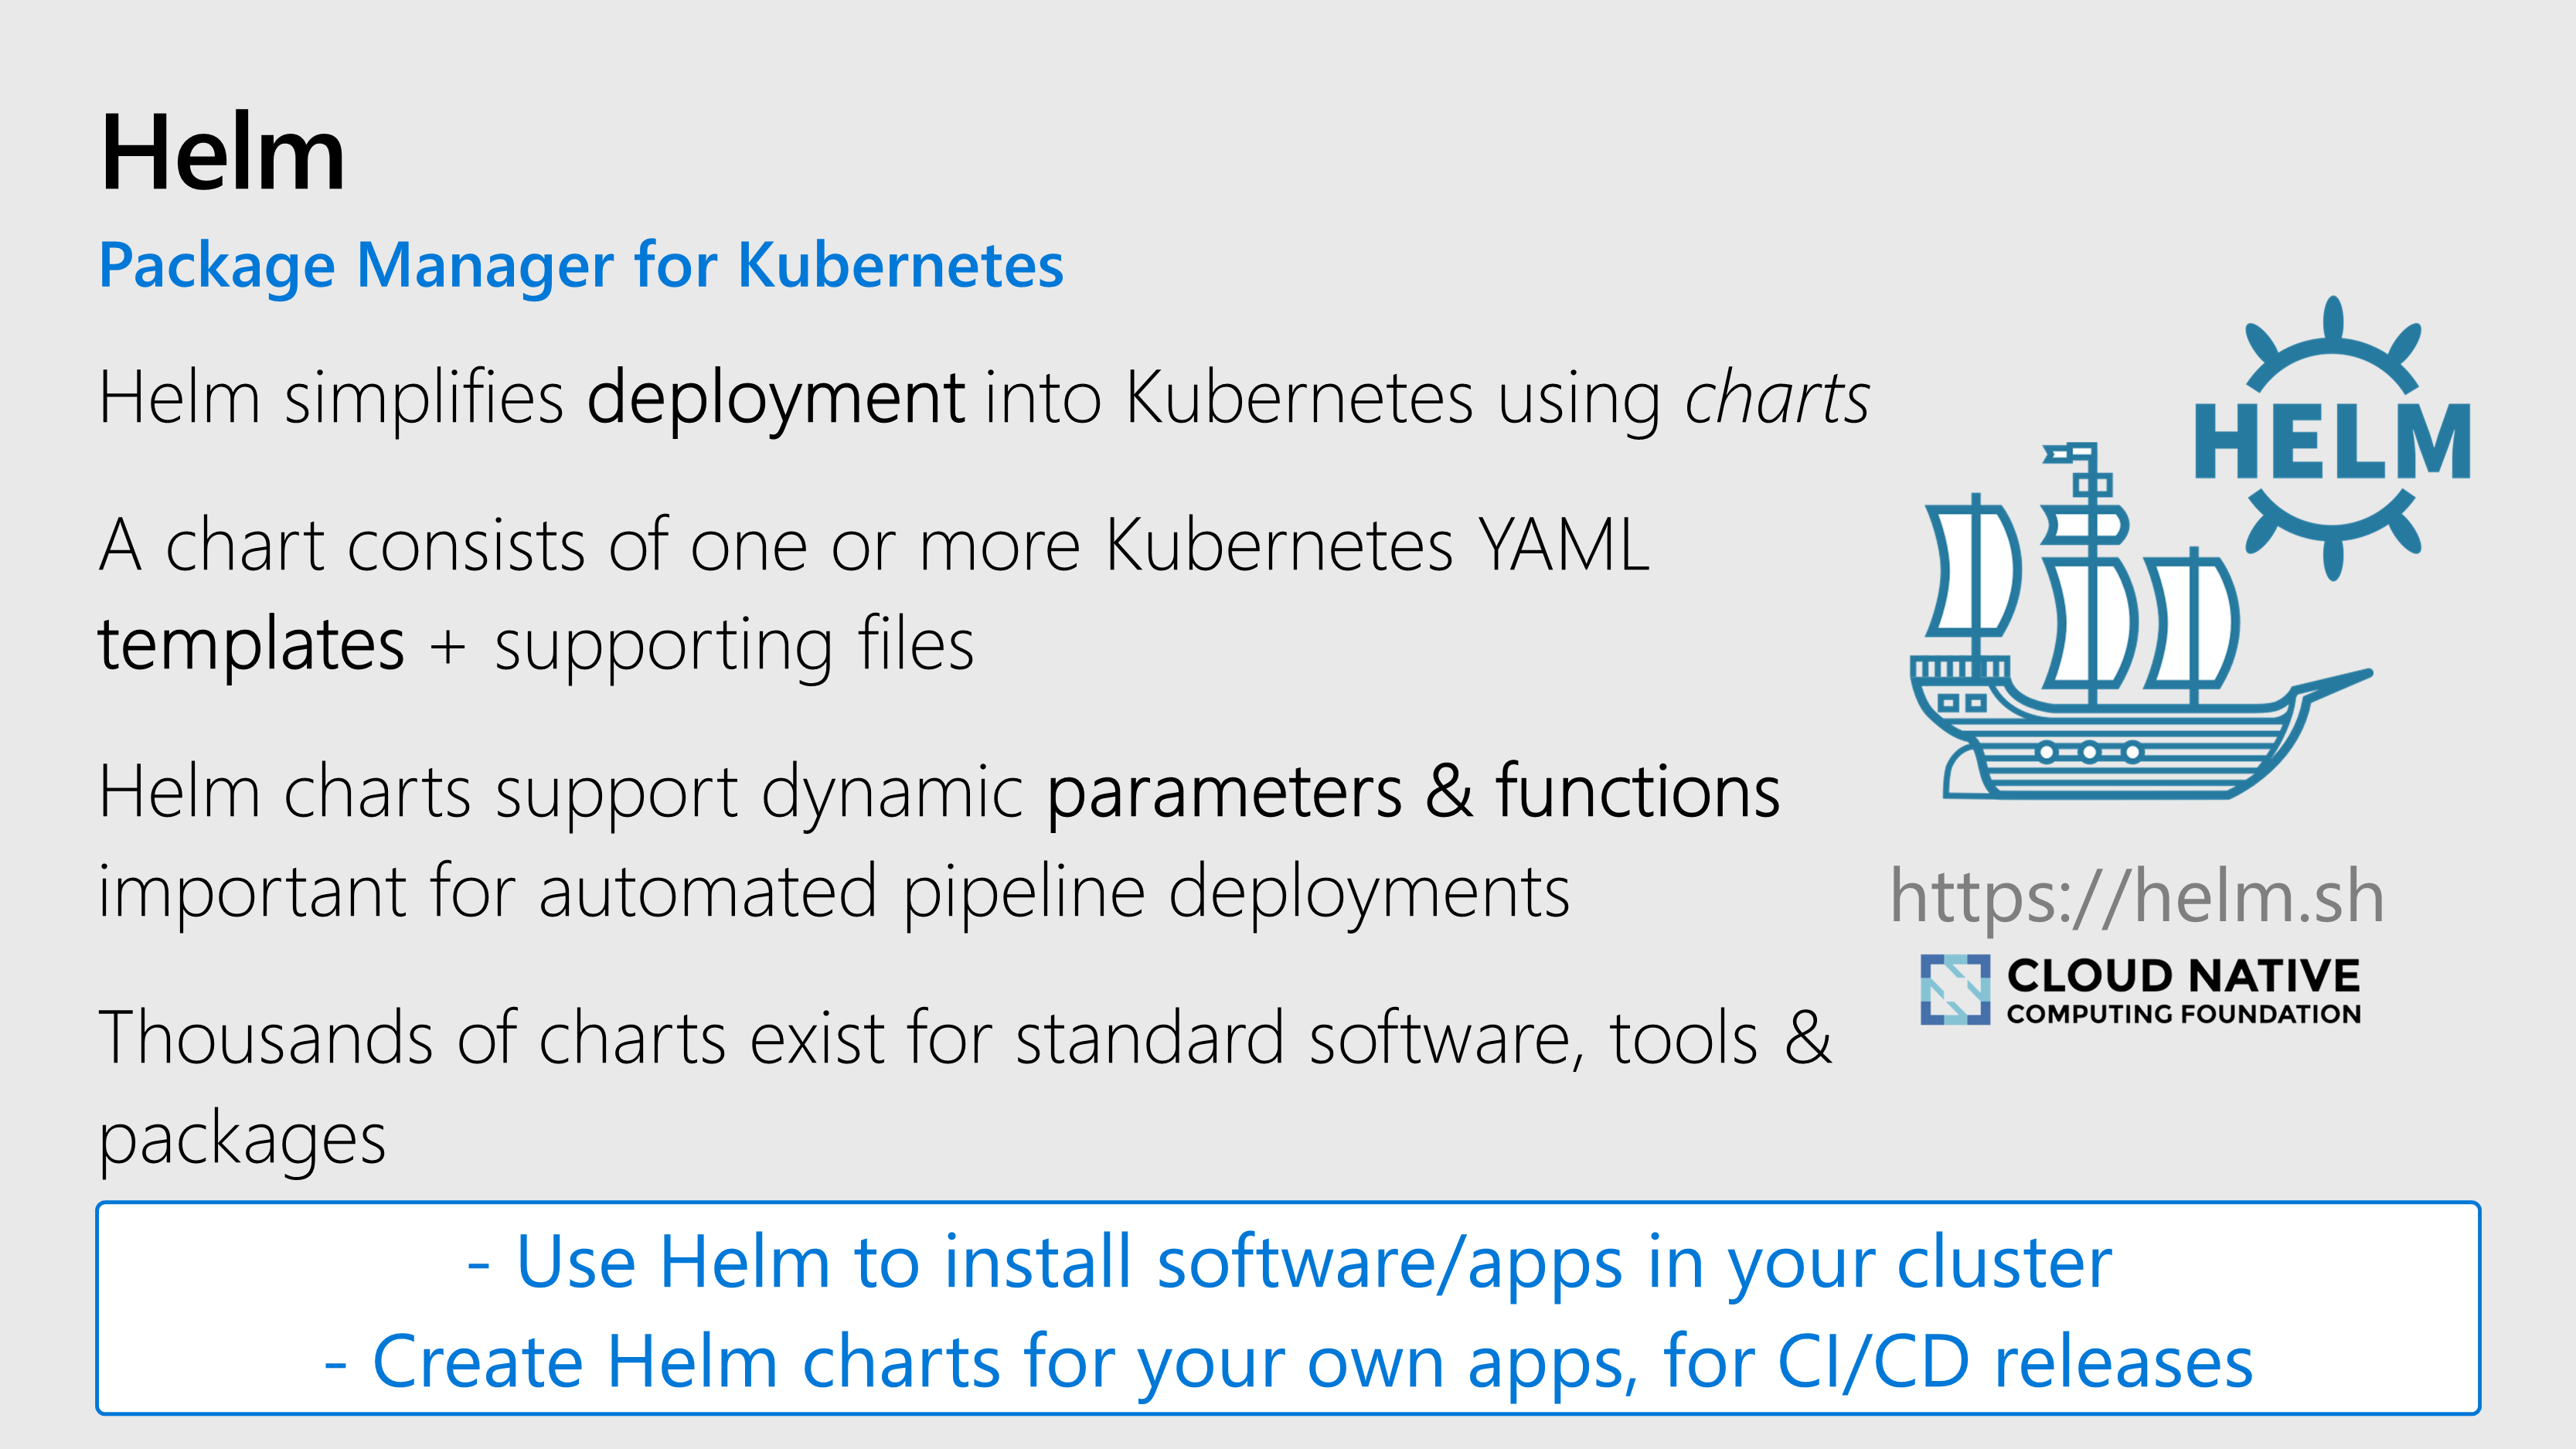 Helm
Package Manager for Kubernetes
Helm simplifies deployment into Kubernetes using charts
A chart consists of one or more Kubernetes YAML
templates + supporting files
Helm charts support dynamic parameters & functions
important for automated pipeline deployments
Thousands of charts exist for standard software, tools &
packages
HELM
https://helm.sh
CLOUD NATIVE
COMPUTING FOUNDATION
- Use Helm to install software/apps in your cluster
- Create Helm charts for your own apps, for CI/CD releases